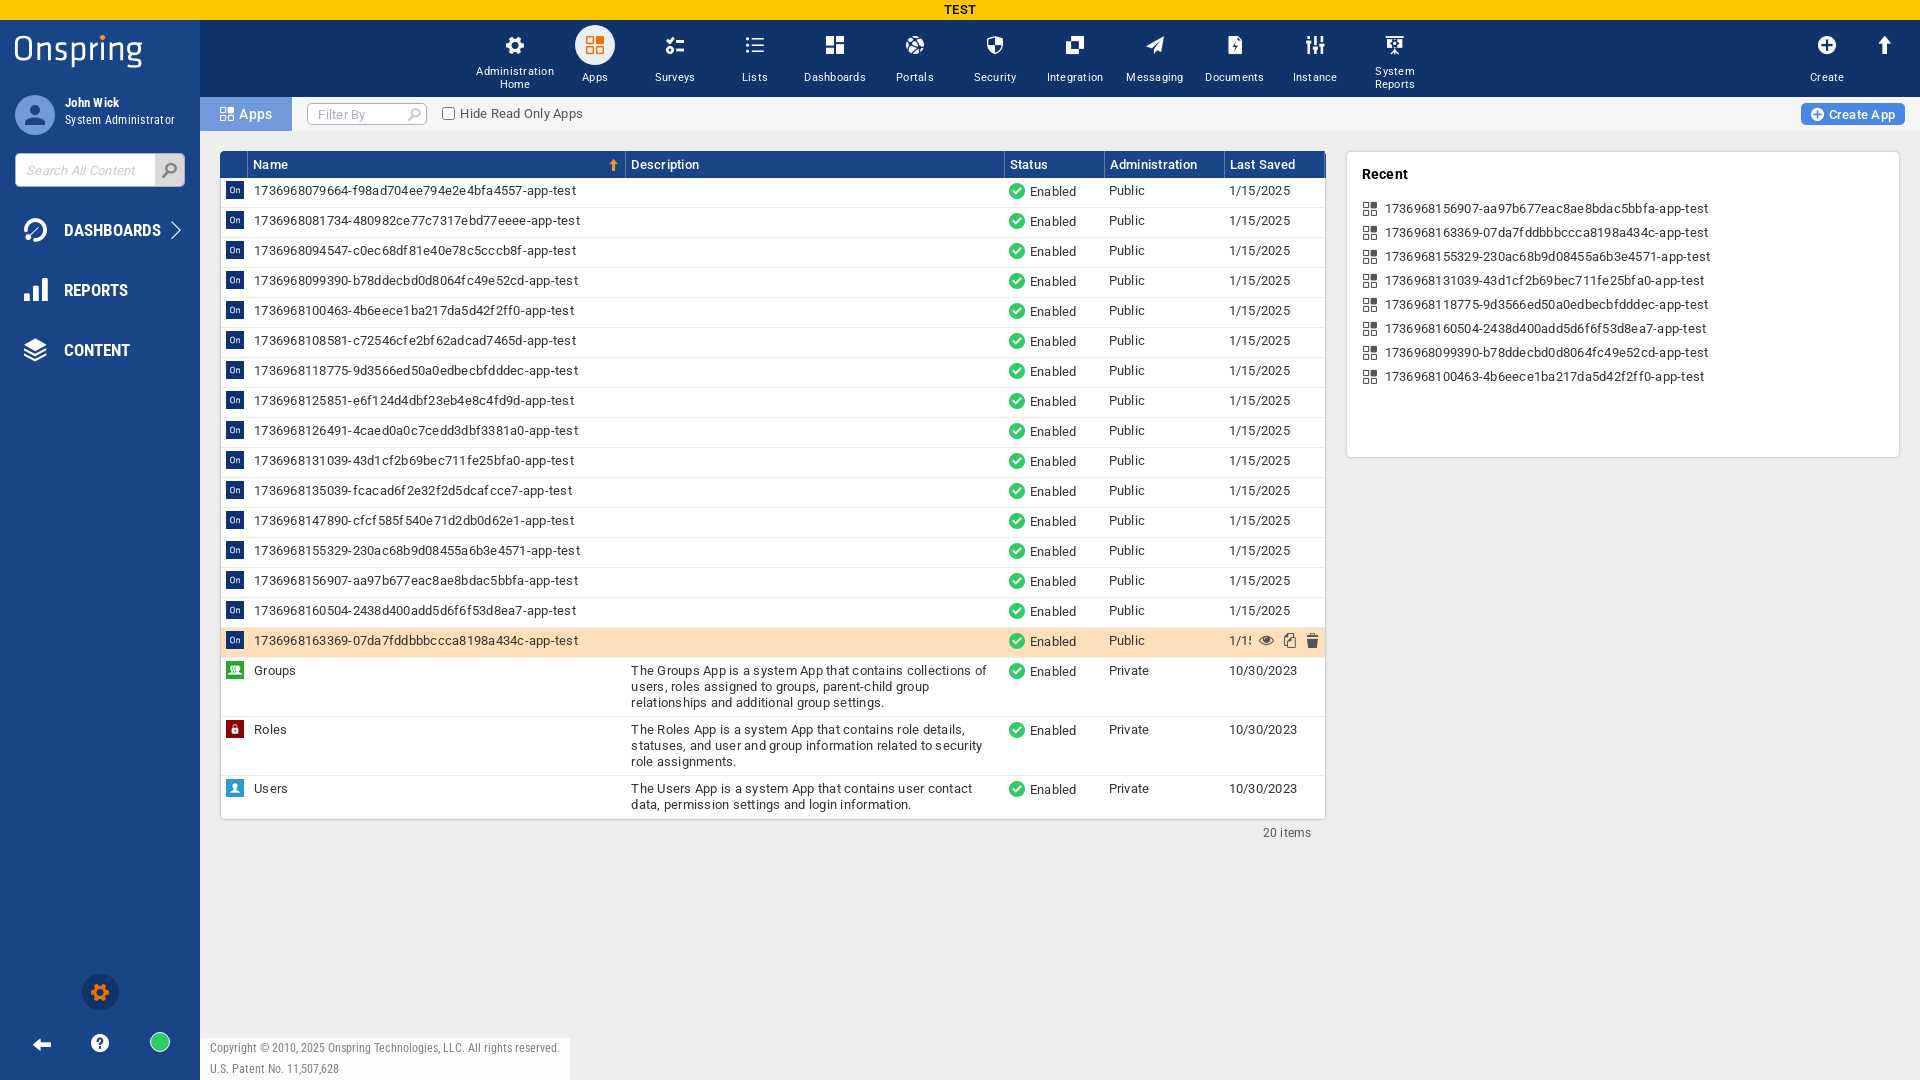 TEST
Onspring
John Wick
System Administrator
Search All Content
DASHBOARDS
REPORTS
CONTENT
Administration Home
Apps
Surveys
Lists
Dashboards
Portals
Security
Integration
Messaging
Documents
Instance
System Reports
Create
Apps
Filter By
Hide Read Only Apps
Create App
Name Description Status Administration Last Saved
On 1736968079664-f98ad704ee794e2e4bfa4557-app-test Enabled Public 1/15/2025
On 1736968081734-480982ce77c7317ebd77eeee-app-test Enabled Public 1/15/2025
On 1736968094547-c0ec68df81e40e78c5cccb8f-app-test Enabled Public 1/15/2025
On 1736968099390-b78ddecbd0d8064fc49e52cd-app-test Enabled Public 1/15/2025
On 1736968100463-4b6eece1ba217da5d42f2ff0-app-test Enabled Public 1/15/2025
On 1736968108581-c72546cfe2bf62adcad7465d-app-test Enabled Public 1/15/2025
On 1736968118775-9d3566ed50a0edbecbfdddec-app-test Enabled Public 1/15/2025
On 1736968125851-e6f124d4dbf23eb4e8c4fd9d-app-test Enabled Public 1/15/2025
On 1736968126491-4caed0a0c7cedd3dbf3381a0-app-test Enabled Public 1/15/2025
On 1736968131039-43d1cf2b69bec711fe25bfa0-app-test Enabled Public 1/15/2025
On 1736968135039-fcacad6f2e32f2d5dcafcce7-app-test Enabled Public 1/15/2025
On 1736968147890-cfcf585f540e71d2db0d62e1-app-test Enabled Public 1/15/2025
On 1736968155329-230ac68b9d08455a6b3e4571-app-test Enabled Public 1/15/2025
On 1736968156907-aa97b677eac8ae8bdac5bbfa-app-test Enabled Public 1/15/2025
On 1736968160504-2438d400add5d6f6f53d8ea7-app-test Enabled Public 1/15/2025
On 1736968163369-07da7fddbbbccca8198a434c-app-test Enabled Public 1/15
Groups The Groups App is a system App that contains collections of Enabled Private 10/30/2023
users, roles assigned to groups, parent-child group
relationships and additional group settings.
Roles The Roles App is a system App that contains role details, Enabled Private 10/30/2023
statuses, and user and group information related to security
role assignments.
Users The Users App is a system App that contains user contact Enabled Private 10/30/2023
data, permission settings and login information.
20 items
Recent
1736968156907-aa97b677eac8ae8bdac5bbfa-app-test
1736968163369-07da7fddbbbccca8198a434c-app-test
1736968155329-230ac68b9d08455a6b3e4571-app-test
1736968131039-43d1cf2b69bec711fe25bfa0-app-test
1736968118775-9d3566ed50a0edbecbfdddec-app-test
1736968160504-2438d400add5d6f6f53d8ea7-app-test
1736968099390-b78ddecbd0d8064fc49e52cd-app-test
1736968100463-4b6eece1ba217da5d42f2ff0-app-test
Copyright © 2010, 2025 Onspring Technologies, LLC. All rights reserved.
U.S. Patent No. 11,507,628